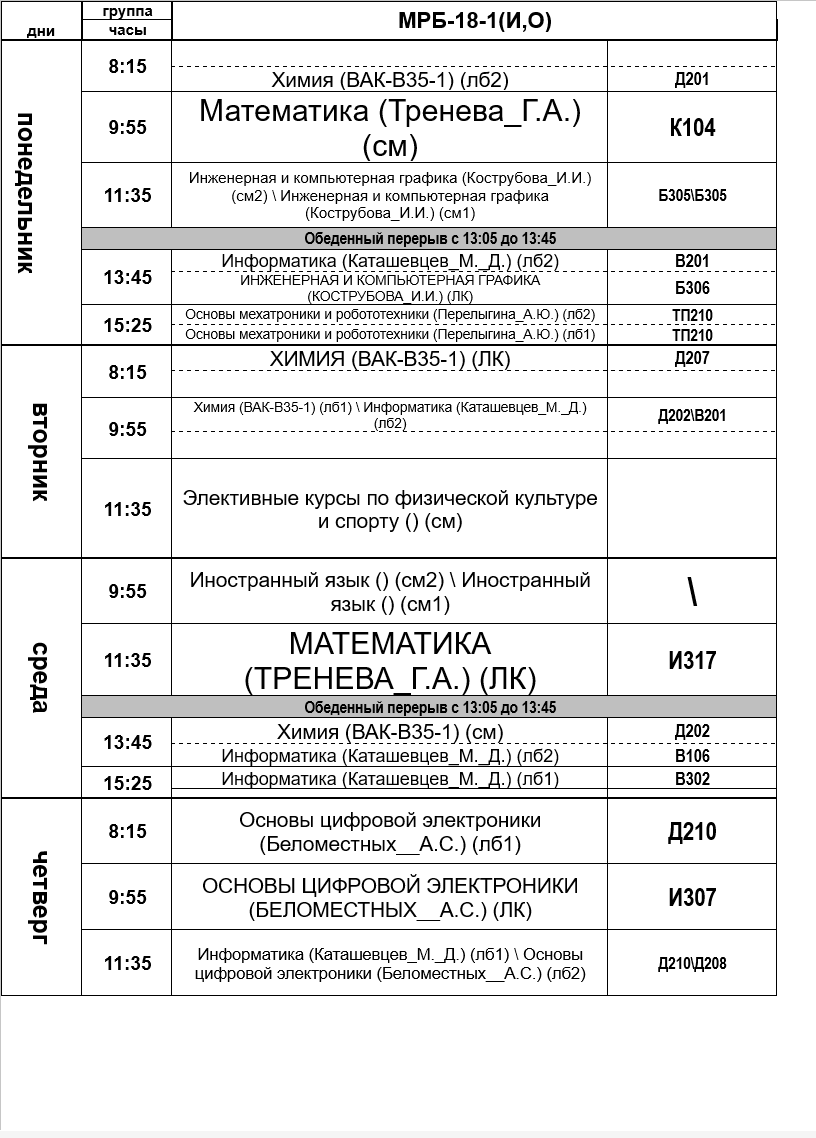 группа
МРБ-18-1(И,О)
дни
часы
понедельник
8:15
Химия (ВАК-В35-1) (лб2)
Д201
9:55
Математика (Тренева_Г.А.)
(см)
К104
11:35
Инженерная и компьютерная графика (Кострубова_И.И.)
(см2) \ Инженерная и компьютерная графика
(Кострубова_И.И.) (см1)
Б305\Б305
Обеденный перерыв с 13:05 до 13:45
13:45
Информатика (Каташевцев_М._Д.) (лб2)
В201
ИНЖЕНЕРНАЯ И КОМПЬЮТЕРНАЯ ГРАФИКА
(КОСТРУБОВА_И.И.) (ЛК)
Б306
15:25
Основы мехатроники и робототехники (Перелыгина_А.Ю.) (лб2)
ТП210
Основы мехатроники и робототехники (Перелыгина_А.Ю.) (лб1)
ТП210
вторник
8:15
ХИМИЯ (ВАК-В35-1) (ЛК)
Д207
9:55
Химия (ВАК-В35-1) (лб1) \ Информатика (Каташевцев_М._Д.)
(лб2)
Д202\В201
11:35
Элективные курсы по физической культуре
и спорту () (см)
среда
9:55
Иностранный язык () (см2) \ Иностранный
язык () (см1)
\
11:35
МАТЕМАТИКА
(ТРЕНЕВА_Г.А.) (ЛК)
И317
Обеденный перерыв с 13:05 до 13:45
13:45
Химия (ВАК-В35-1) (см)
Д202
Информатика (Каташевцев_М._Д.) (лб2)
В106
15:25
Информатика (Каташевцев_М._Д.) (лб1)
В302
четверг
8:15
Основы цифровой электроники
(Беломестных__А.С.) (лб1)
Д210
9:55
ОСНОВЫ ЦИФРОВОЙ ЭЛЕКТРОНИКИ
(БЕЛОМЕСТНЫХ__А.С.) (ЛК)
И307
11:35
Информатика (Каташевцев_М._Д.) (лб1) \ Основы
цифровой электроники (Беломестных__А.С.) (лб2)
Д210\Д208